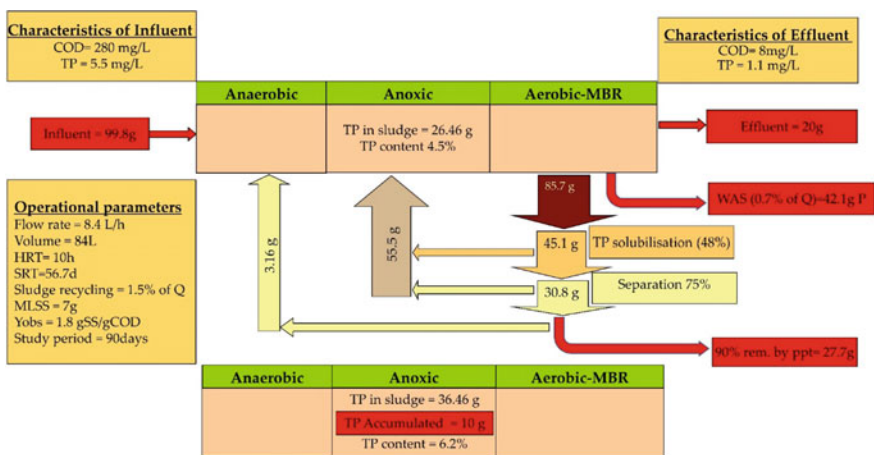 Characteristics of Influent
COD= 280 mg/L
TP = 5.5 mg/L
Characteristics of Effluent
COD= 8mg/L
TP = 1.1 mg/L
Anaerobic
Anoxic
Aerobic-MBR
Influent = 99.8g
TP in sludge = 26.46 g
TP content 4.5%
Effluent = 20g
85.7 g
WAS (0.7% of Q)=42.1g P
Operational parameters
Flow rate = 8.4 L/h
Volume = 84L
HRT= 10h
SRT=56.7d
Sludge recycling = 1.5% of Q
MLSS = 7g
Yobs = 1.8 gSS/gCOD
Study period = 90days
3.16 g
55.5 g
45.1 g
TP solubilisation (48%)
30.8 g
Separation 75%
90% rem. by ppt= 27.7g
Anaerobic
Anoxic
Aerobic-MBR
TP in sludge = 36.46 g
TP Accumulated = 10 g
TP content = 6.2%